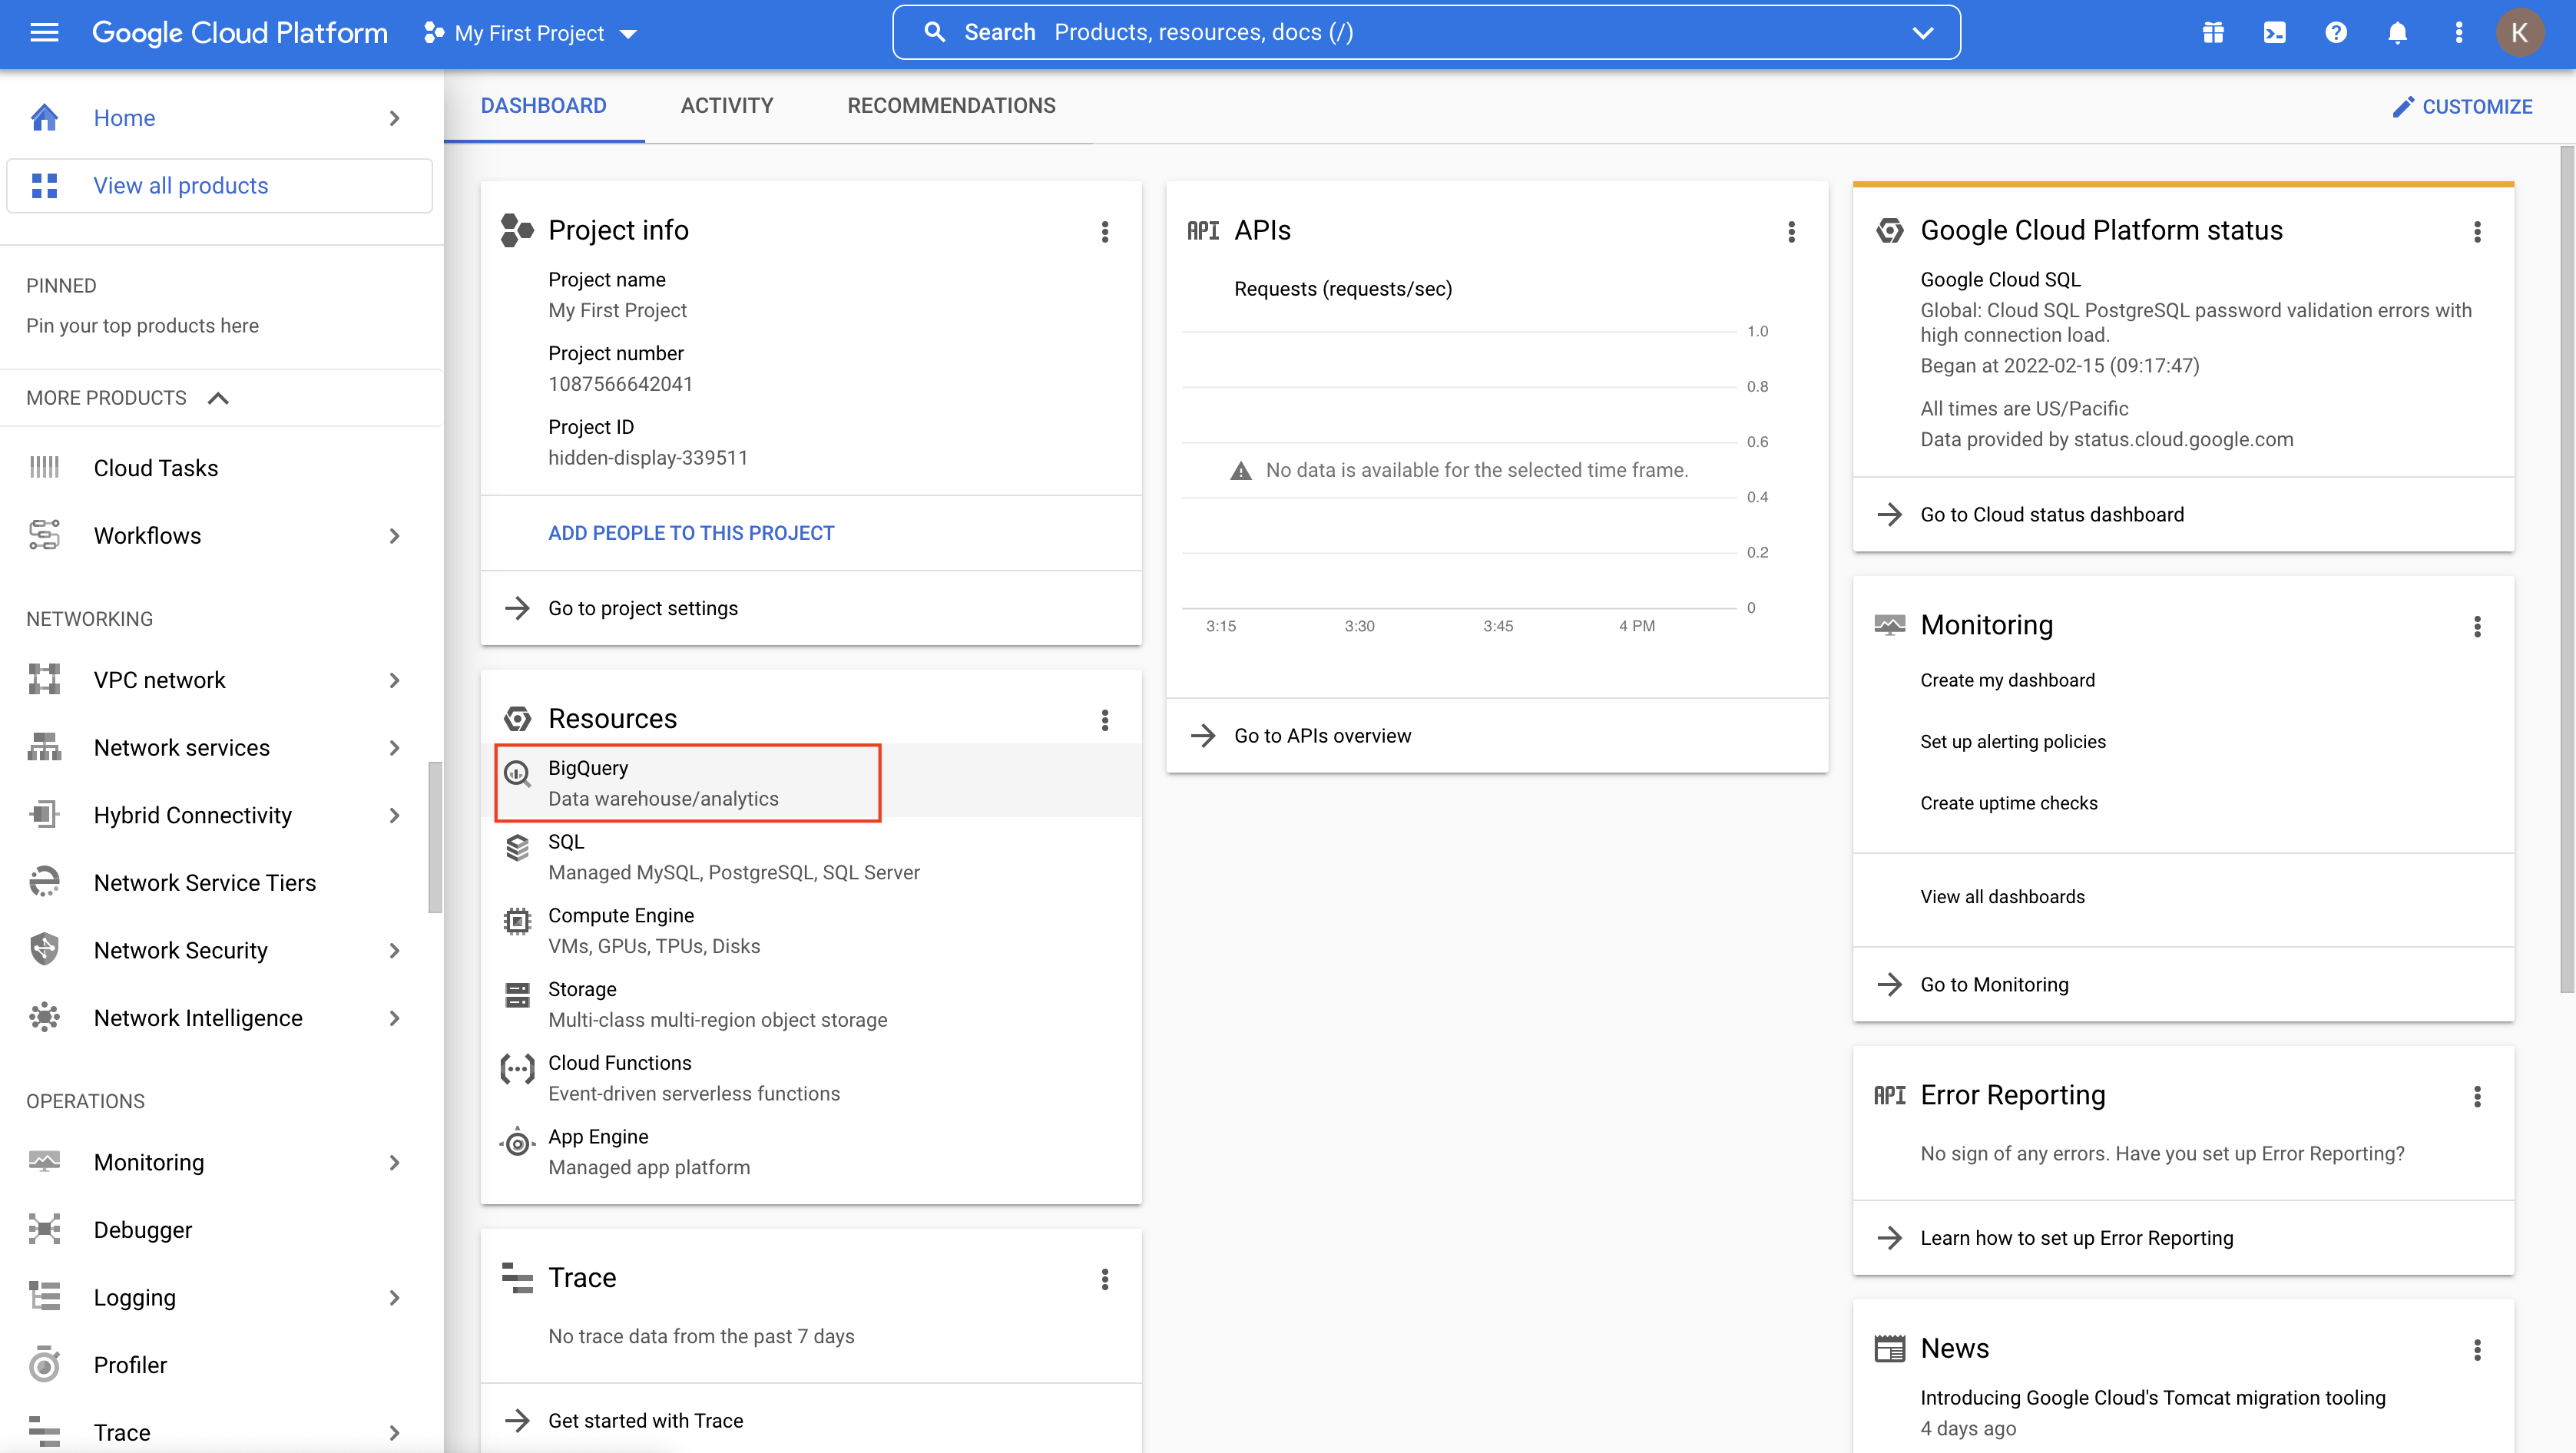 Google Cloud Platform
My First Project
Search Products, resources, docs (/)
K
Home
View all products
PINNED
Pin your top products here
MORE PRODUCTS
Cloud Tasks
Workflows
NETWORKING
VPC network
Network services
Hybrid Connectivity
Network Service Tiers
Network Security
Network Intelligence
OPERATIONS
Monitoring
Debugger
Logging
Profiler
Trace
DASHBOARD
ACTIVITY
RECOMMENDATIONS
CUSTOMIZE
Project info
Project name
My First Project
Project number
1087566642041
Project ID
hidden-display-339511
ADD PEOPLE TO THIS PROJECT
Go to project settings
Resources
BigQuery
Data warehouse/analytics
SQL
Managed MySQL, PostgreSQL, SQL Server
Compute Engine
VMs, GPUs, TPUs, Disks
Storage
Multi-class multi-region object storage
Cloud Functions
Event-driven serverless functions
App Engine
Managed app platform
Trace
No trace data from the past 7 days
Get started with Trace
API APIs
Requests (requests/sec)
1.0
0.8
0.6
No data is available for the selected time frame.
0.4
0.2
0
3:15 3:30 3:45 4 PM
Go to APIs overview
Google Cloud Platform status
Google Cloud SQL
Global: Cloud SQL PostgreSQL password validation errors with
high connection load.
Began at 2022-02-15 (09:17:47)
All times are US/Pacific
Data provided by status.cloud.google.com
Go to Cloud status dashboard
Monitoring
Create my dashboard
Set up alerting policies
Create uptime checks
View all dashboards
Go to Monitoring
API Error Reporting
No sign of any errors. Have you set up Error Reporting?
Learn how to set up Error Reporting
News
Introducing Google Cloud's Tomcat migration tooling
4 days ago